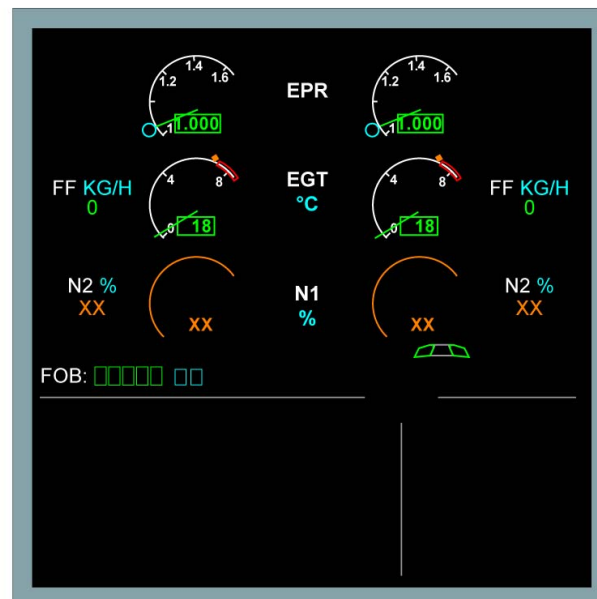 1.2 1.4 1.6 EPR 1.2 1.4 1.6
1 1.000 1 1.000
FF KG/H 4 8 EGT 4 8 FF KG/H
0 °C 0
0 18 0 18
N2 % N1 N2 %
XX XX % XX XX
FOB: